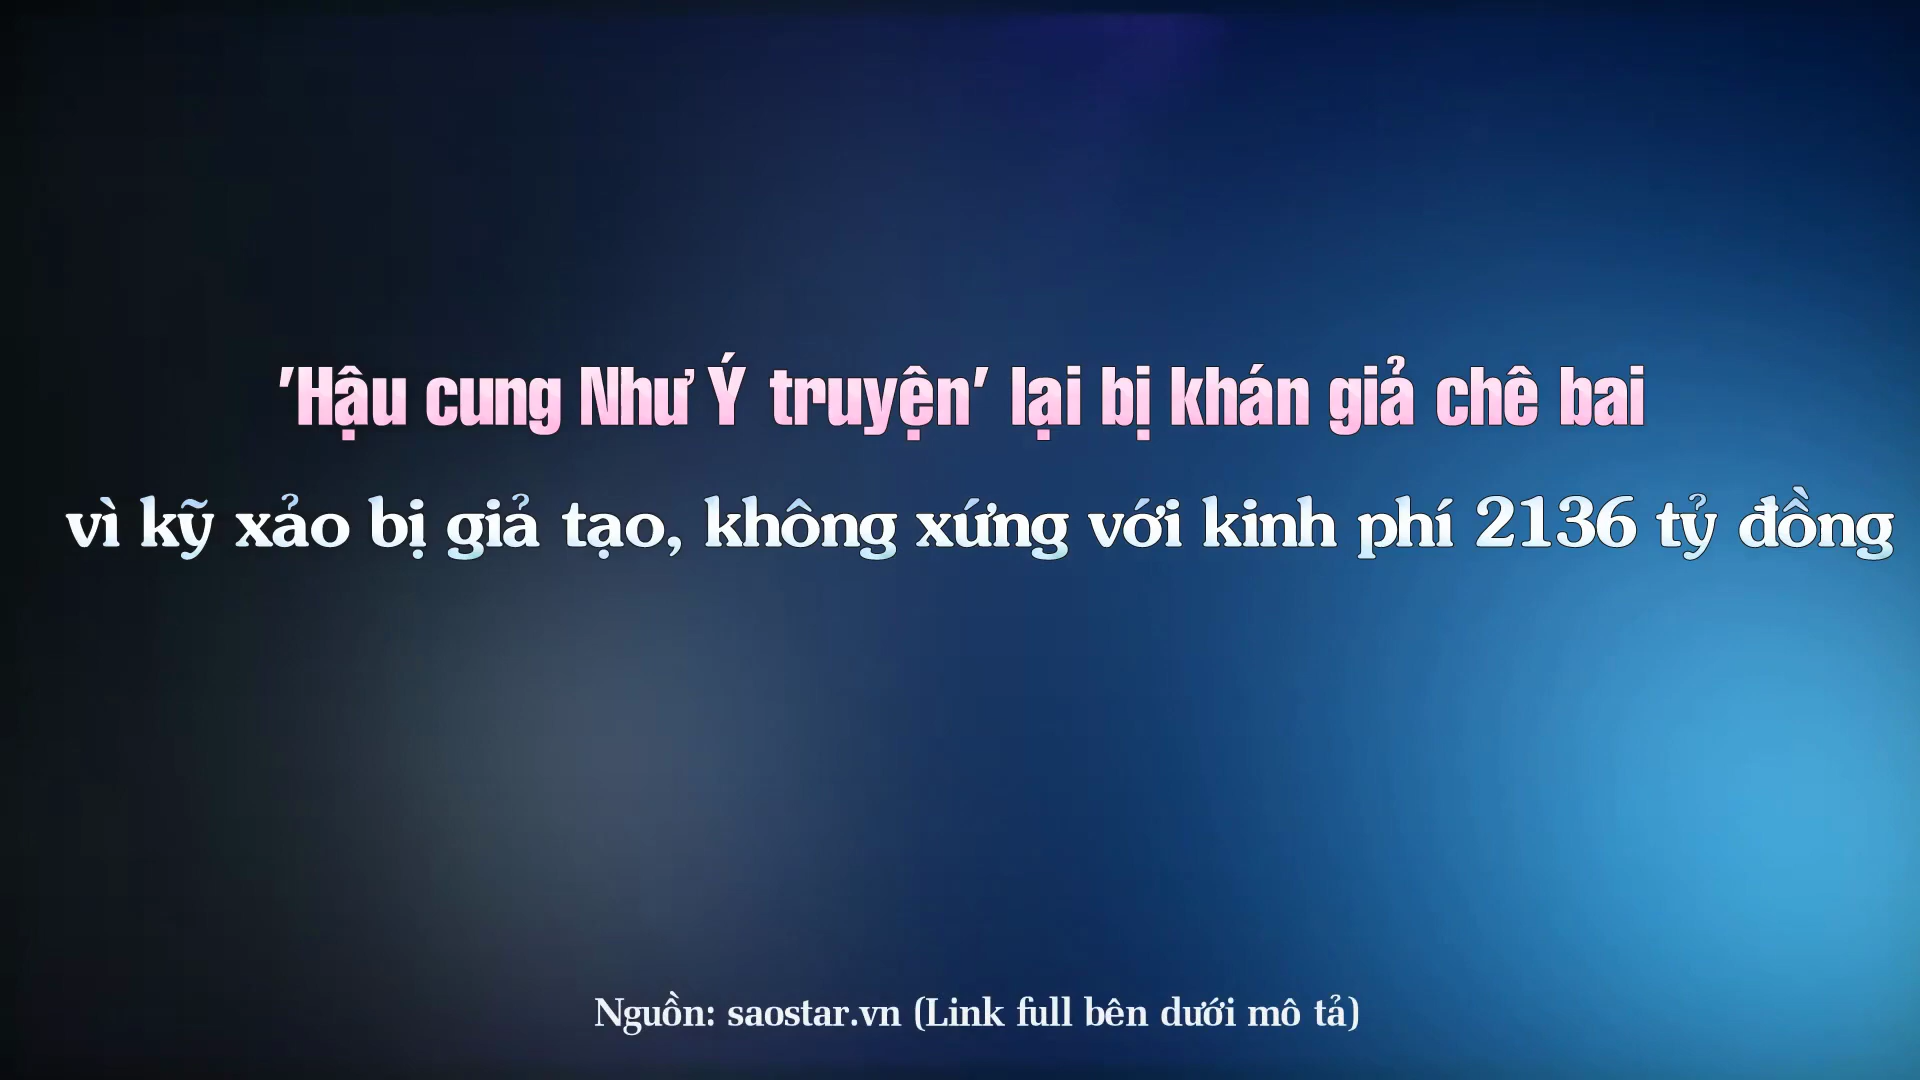 'Hậu cung Như Ý truyện' lại bị khán giả chê bai
vì kỹ xảo bị giả tạo, không xứng với kinh phí 2136 tỷ đồng
Nguồn: saostar.vn (Link full bên dưới mô tả)